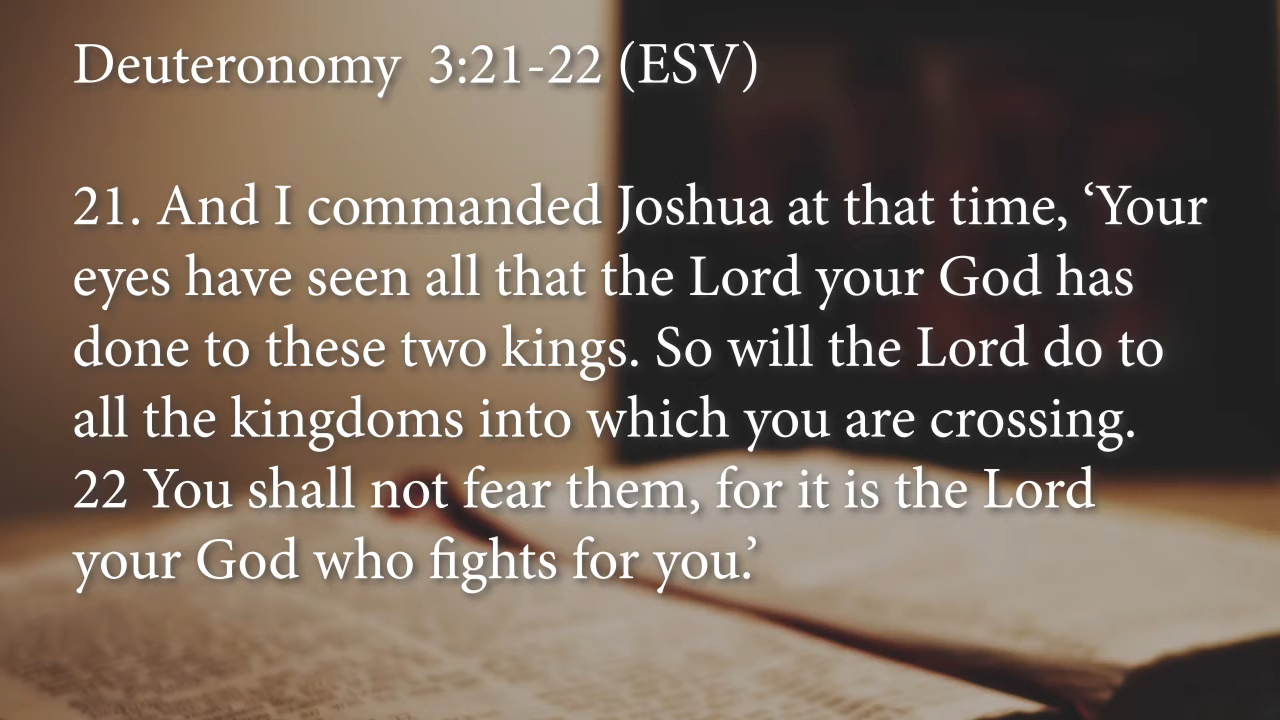 Deuteronomy  3:21-22 (ESV)
21. And I commanded Joshua at that time, ‘Your
eyes have seen all that the Lord your God has
done to these two kings. So will the Lord do to
all the kingdoms into which you are crossing.
22 You shall not fear them, for it is the Lord
your God who fights for you.’